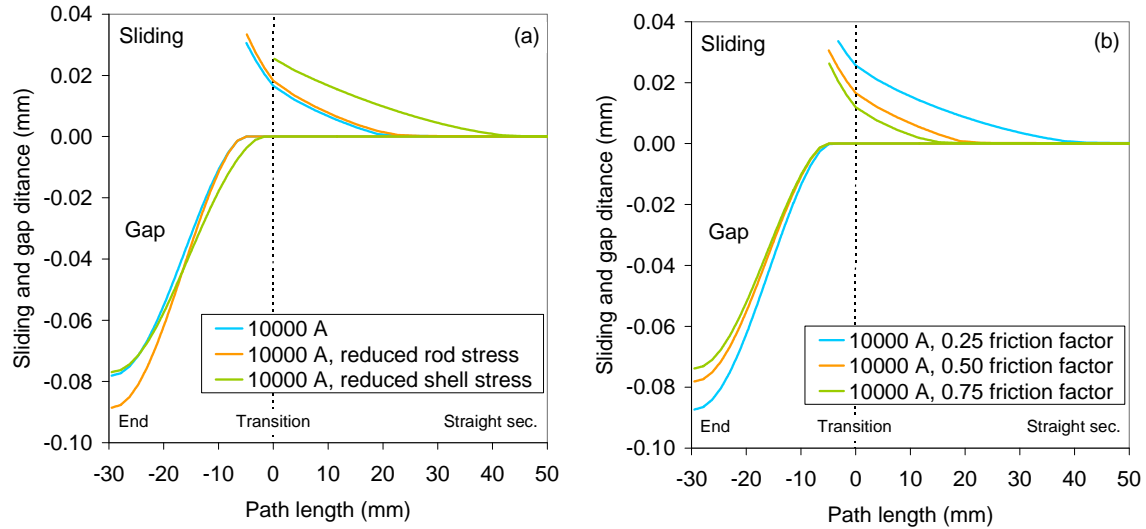 Sliding and gap ditance (mm)
0.04
0.02
0.00
-0.02
-0.04
-0.06
-0.08
-0.10
Sliding
(a)
Gap
10000 A
10000 A, reduced rod stress
10000 A, reduced shell stress
End
Transition
Straight sec.
-30 -20 -10 0 10 20 30 40 50
Path length (mm)
Sliding and gap ditance (mm)
0.04
0.02
0.00
-0.02
-0.04
-0.06
-0.08
-0.10
Sliding
(b)
Gap
10000 A, 0.25 friction factor
10000 A, 0.50 friction factor
10000 A, 0.75 friction factor
End
Transition
Straight sec.
-30 -20 -10 0 10 20 30 40 50
Path length (mm)